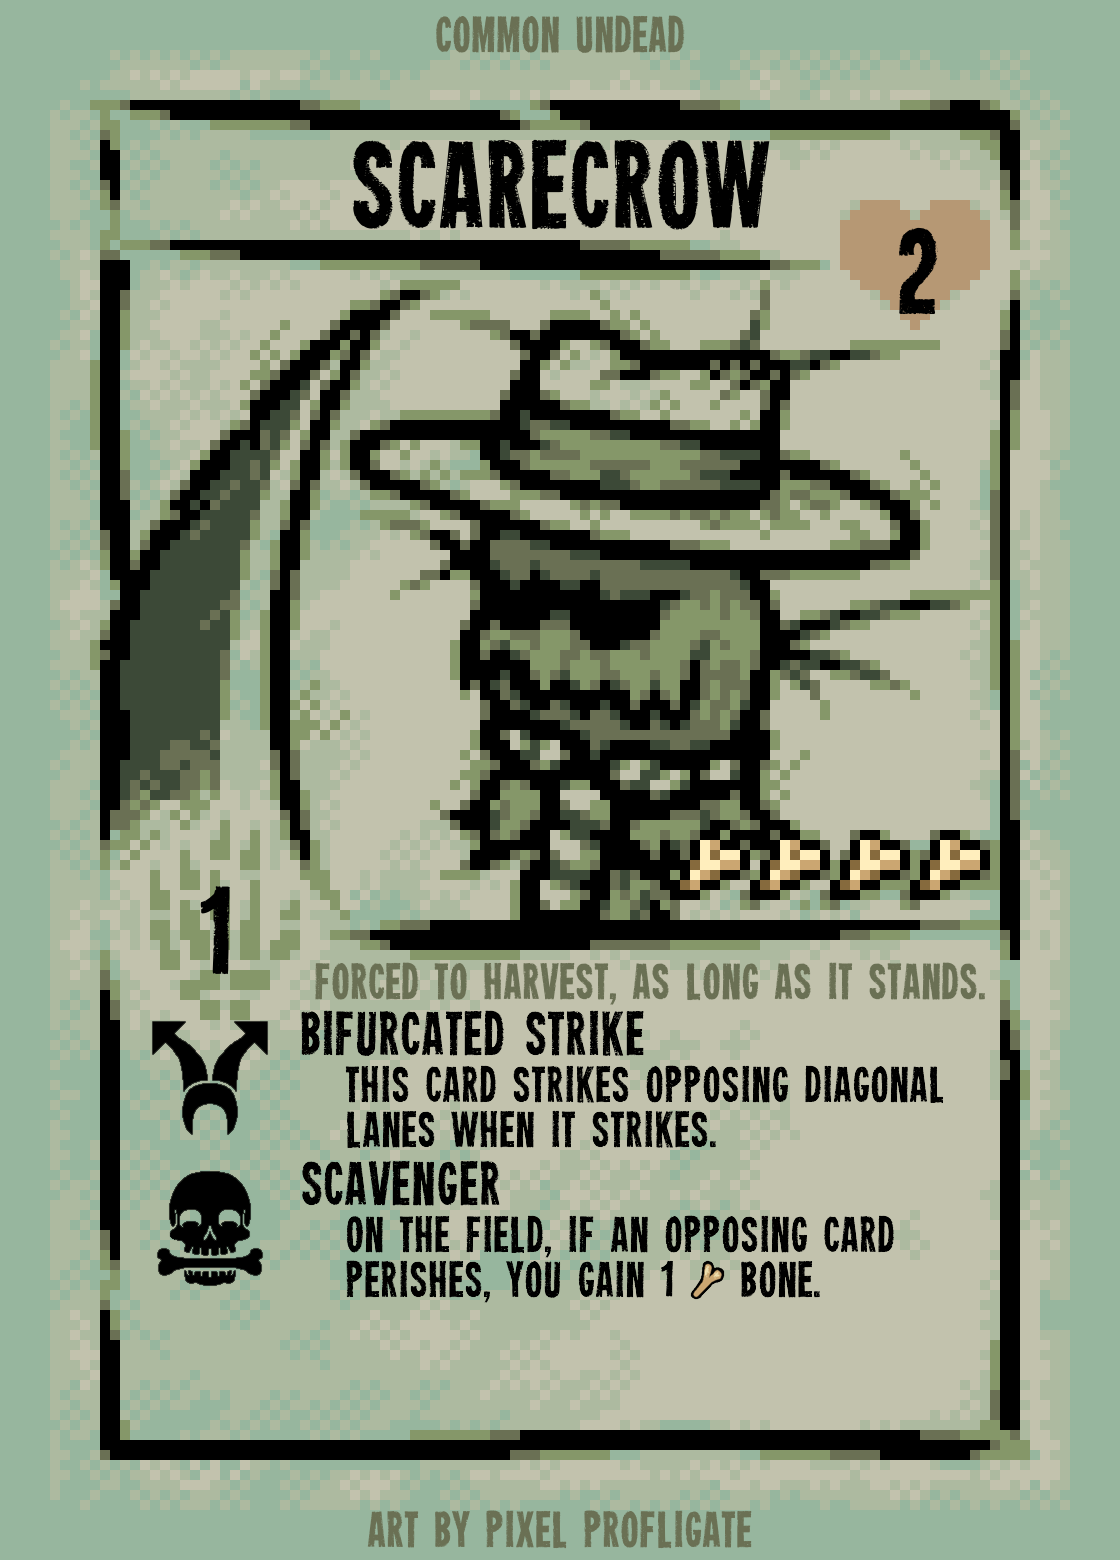 COMMON UNDEAD
SCARECROW
2
1
FORCED TO HARVEST, AS LONG AS IT STANDS.
BIFURCATED STRIKE
THIS CARD STRIKES OPPOSING DIAGONAL
LANES WHEN IT STRIKES.
SCAVENGER
ON THE FIELD, IF AN OPPOSING CARD
PERISHES, YOU GAIN 1 BONE.
ART BY PIXEL PROFLIGATE